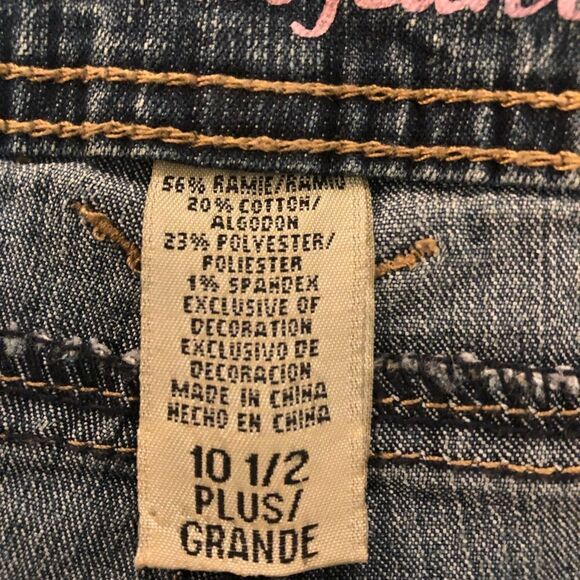 56% RAMIE/RAMIO
20% COTTON/
ALGODON
23% POLYESTER/
POLIESTER
1% SPANDEX
EXCLUSIVE OF
DECORATION
EXCLUSIVO DE
DECORACION
MADE IN CHINA
HECHO EN CHINA
10 1/2
PLUS/
GRANDE